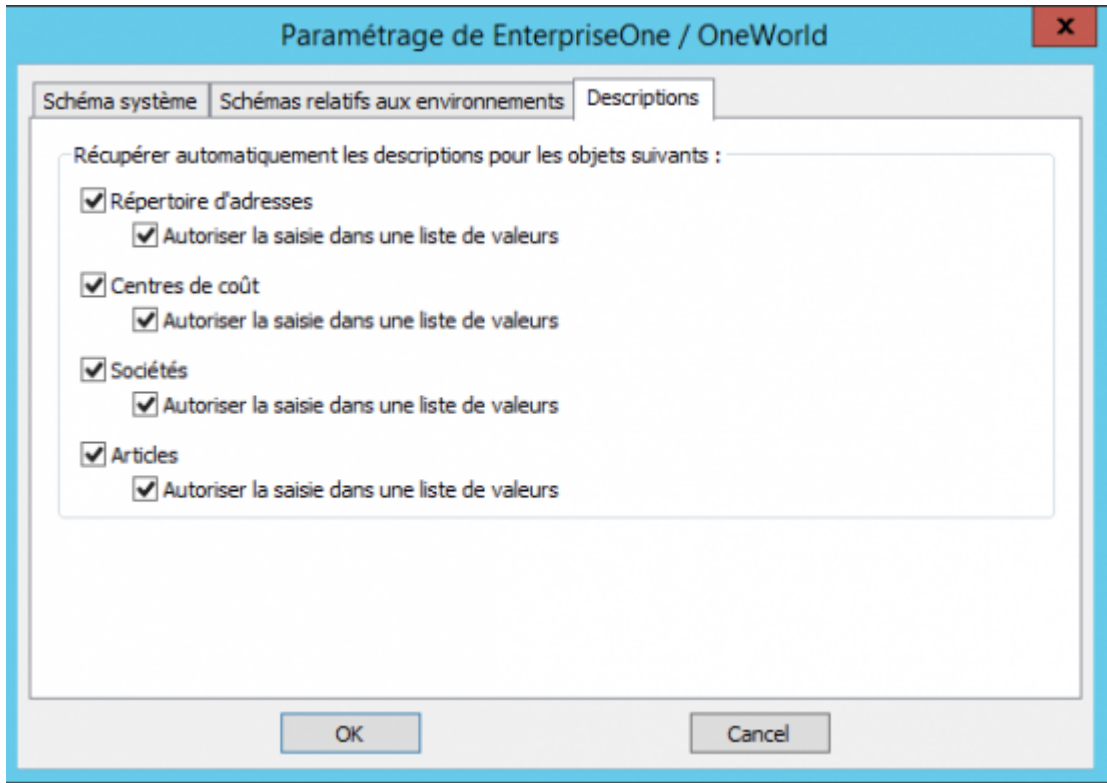 Paramétrage de EnterpriseOne / OneWorld
x
Schéma système
Schémas relatifs aux environnements
Descriptions
Récupérer automatiquement les descriptions pour les objets suivants :
Répertoire d'adresses
Autoriser la saisie dans une liste de valeurs
Centres de coût
Autoriser la saisie dans une liste de valeurs
Sociétés
Autoriser la saisie dans une liste de valeurs
Articles
Autoriser la saisie dans une liste de valeurs
OK
Cancel